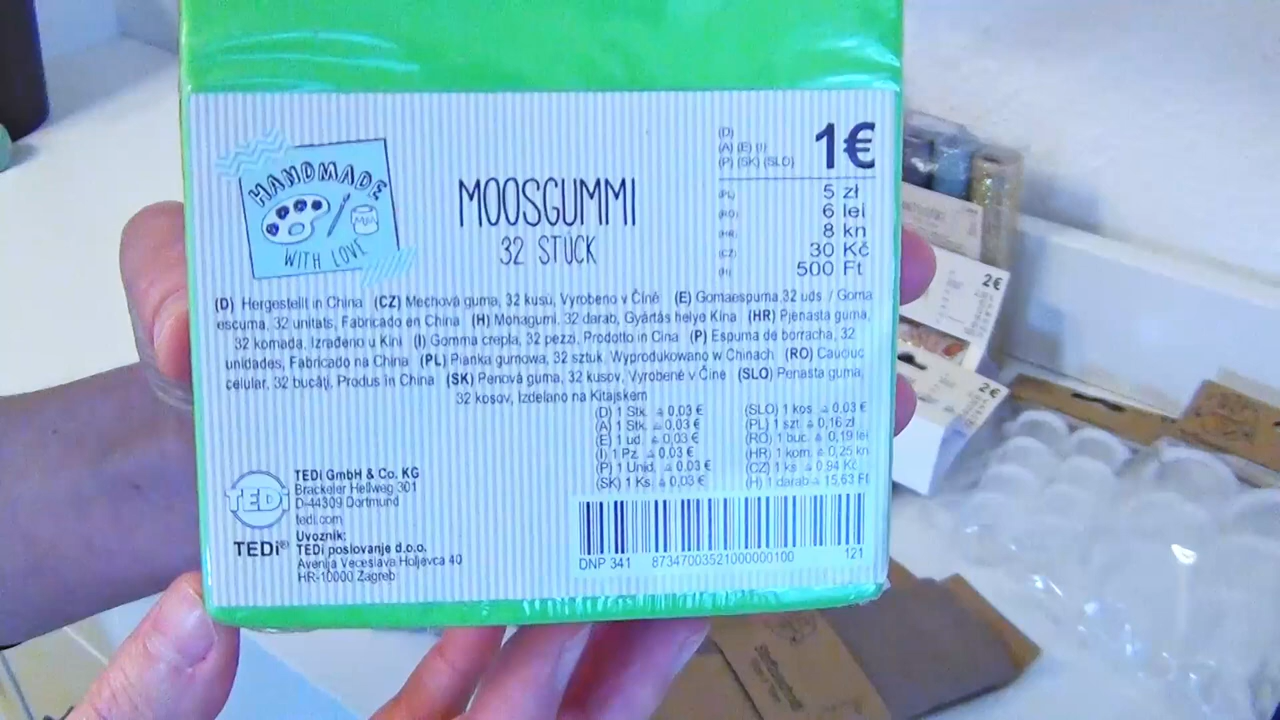 HANDMADE
WITH LOVE
MOOSGUMMI
32 STÜCK
(D)
(A) (E) (I)
(P) (SK) (SLO)
1€
(PL) 5 zł
(RO) 6 lei
(HR) 8 kn
(CZ) 30 Kč
(H) 500 Ft
(D) Hergestellt in China (CZ) Mechová guma, 32 kusů, Vyrobeno v Číně (E) Gomaespuma,32 uds / Goma
escuma, 32 unitats, Fabricado en China (H) Mohagumi, 32 darab, Gyártás helye Kína (HR) Pjenasta guma,
32 komada, Izrađeno u Kini (I) Gomma crepla, 32 pezzi, Prodotto in Cina (P) Espuma de borracha, 32
unidades, Fabricado na China (PL) Pianka gumowa, 32 sztuk, Wyprodukowano w Chinach (RO) Cauciuc
celular, 32 bucăţi, Produs în China (SK) Penová guma, 32 kusov, Vyrobené v Číne (SLO) Penasta guma,
32 kosov, Izdelano na Kitajskem
(D) 1 Stk. ≙ 0,03 €
(A) 1 Stk. ≙ 0,03 €
(E) 1 ud. ≙ 0,03 €
(I) 1 Pz. ≙ 0,03 €
(P) 1 Unid. ≙ 0,03 €
(SK) 1 Ks. ≙ 0,03 €
(SLO) 1 kos. ≙ 0,03 €
(PL) 1 szt. ≙ 0,16 zł
(RO) 1 buc. ≙ 0,19 lei
(HR) 1 kom. ≙ 0,25 kn
(CZ) 1 ks ≙ 0,94 Kč
(H) 1 darab ≙ 15,63 Ft
TEDi
TEDi GmbH & Co. KG
Brackeler Hellweg 301
D-44309 Dortmund
tedi.com
TEDi®
Uvoznik:
TEDi poslovanje d.o.o.
Avenija Većeslava Holjevca 40
HR-10000 Zagreb
DNP 341 87347003521000000100 121
2€
2€